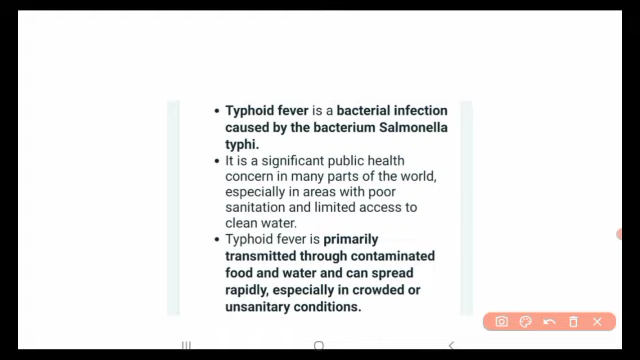 • Typhoid fever is a bacterial infection
caused by the bacterium Salmonella
typhi.
• It is a significant public health
concern in many parts of the world,
especially in areas with poor
sanitation and limited access to
clean water.
• Typhoid fever is primarily
transmitted through contaminated
food and water and can spread
rapidly, especially in crowded or
unsanitary conditions.